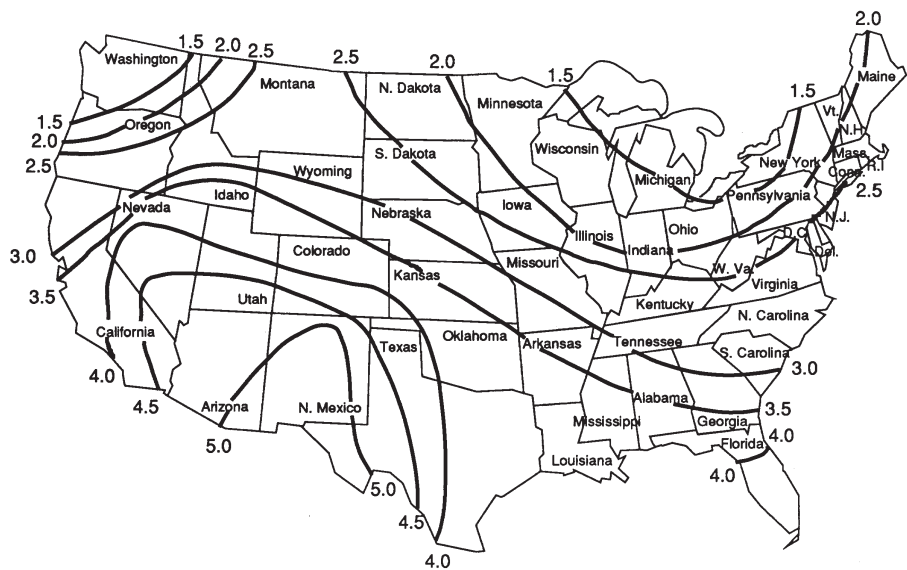 2.0
1.5 2.0 2.5 2.5 2.0
Washington
Montana
N. Dakota
Minnesota
1.5
1.5
Maine
Vt.
N.H.
1.5
Oregon
2.0
2.5
S. Dakota
Wisconsin
Michigan
New York
Mass.
Conn.
R.I
2.5
Wyoming
Idaho
Nevada
Nebraska
Iowa
Pennsylvania
N.J.
3.0
3.5
Illinois
Indiana
Ohio
D.C.
Del.
Colorado
Kansas
Missouri
W. Va.
Virginia
Utah
Kentucky
N. Carolina
California
Texas
Oklahoma
Arkansas
Tennessee
S. Carolina
3.0
4.0
4.5
Arizona
N. Mexico
Alabama
Mississippi
Georgia
3.5
5.0
4.0
Florida
Louisiana
4.0
5.0
4.5
4.0